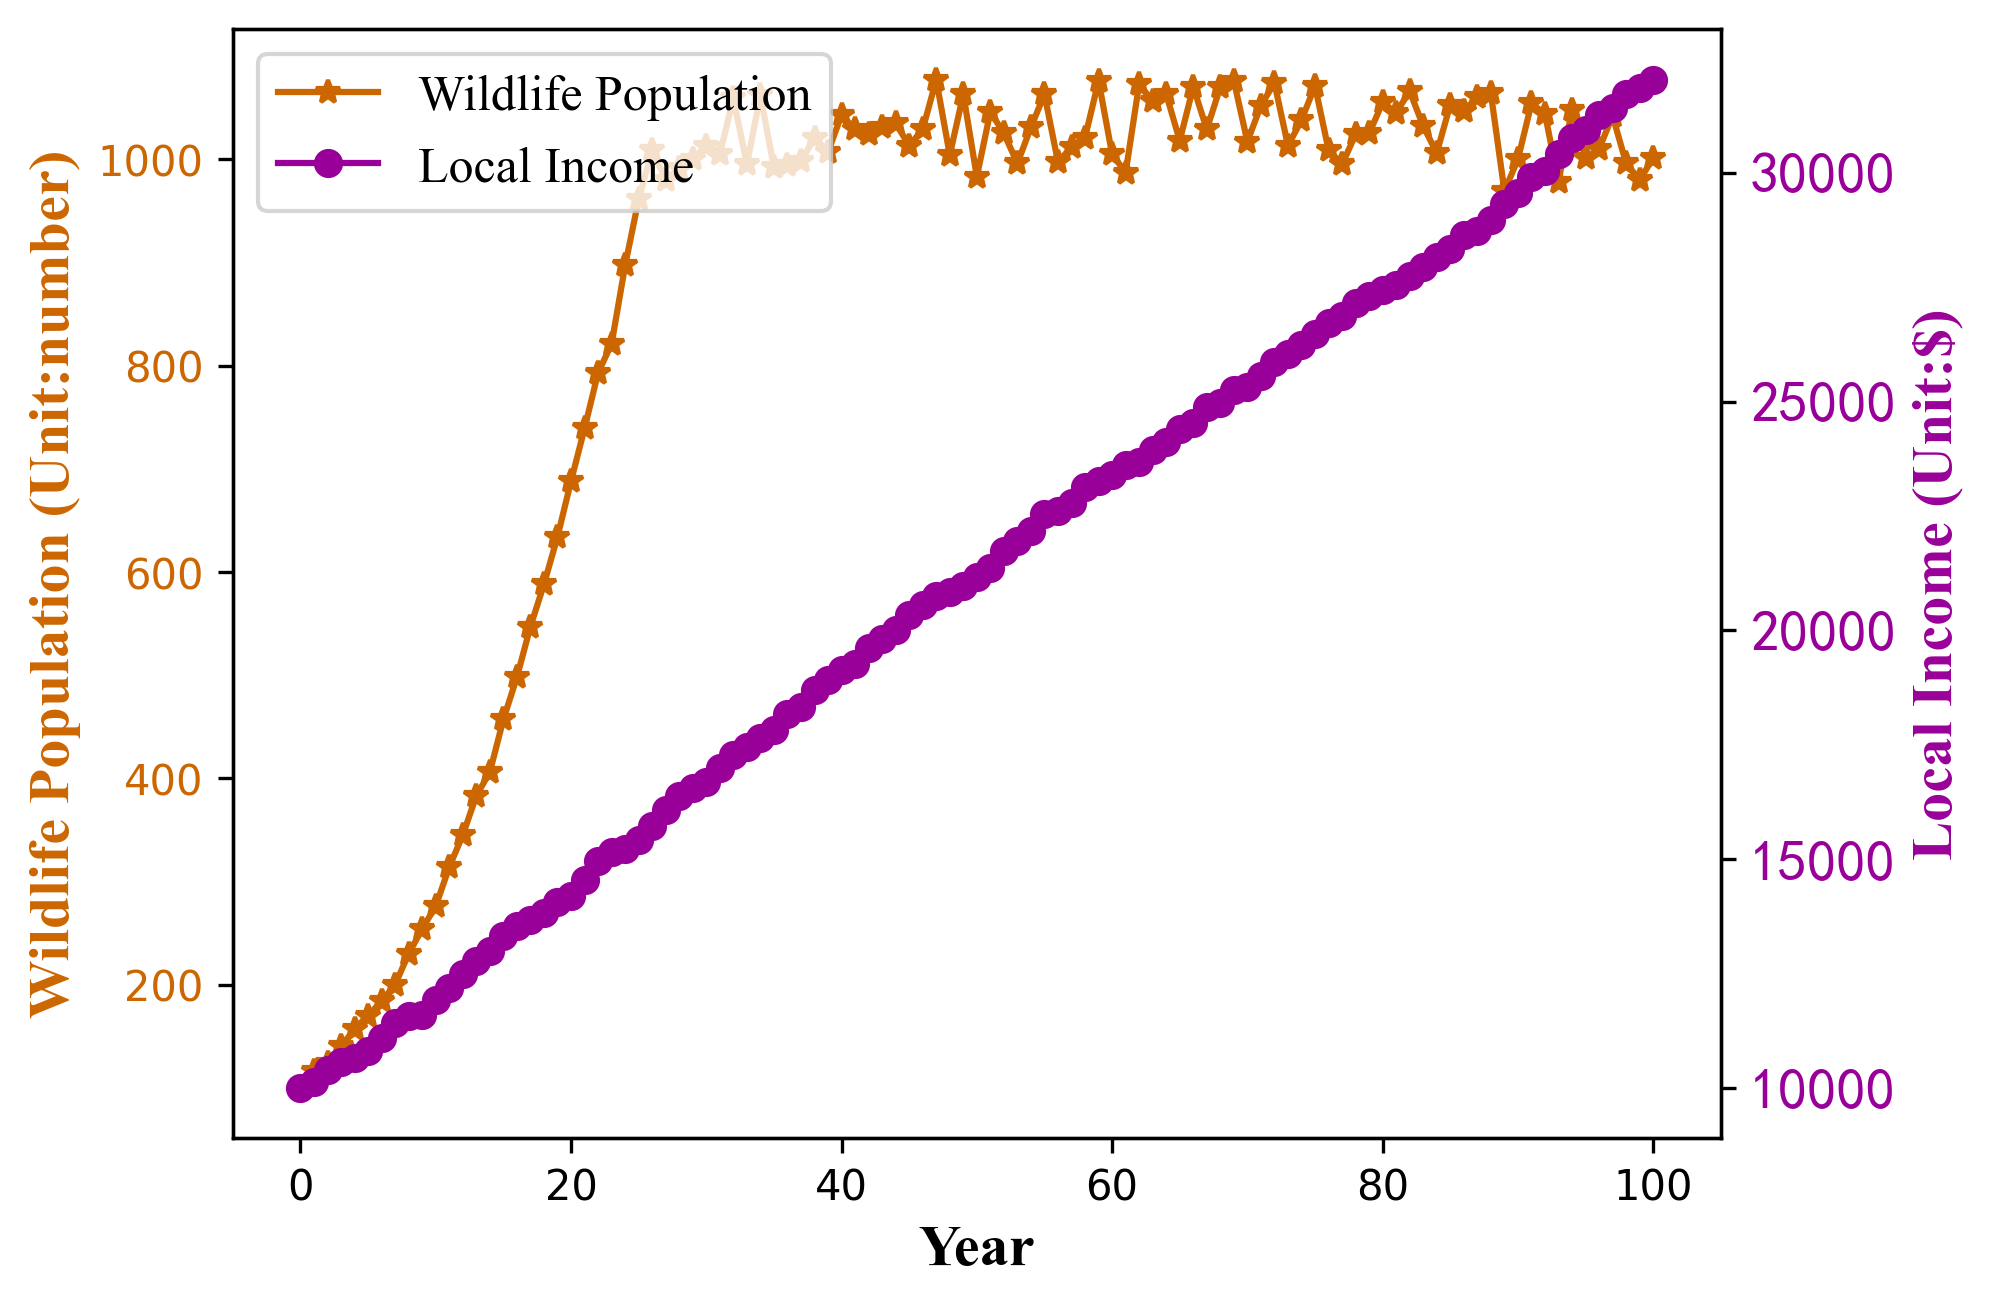 Wildlife Population
Local Income
Wildlife Population (Unit:number)
1000
800
600
400
200
30000
25000
20000
15000
10000
Local Income (Unit:$)
0 20 40 60 80 100
Year